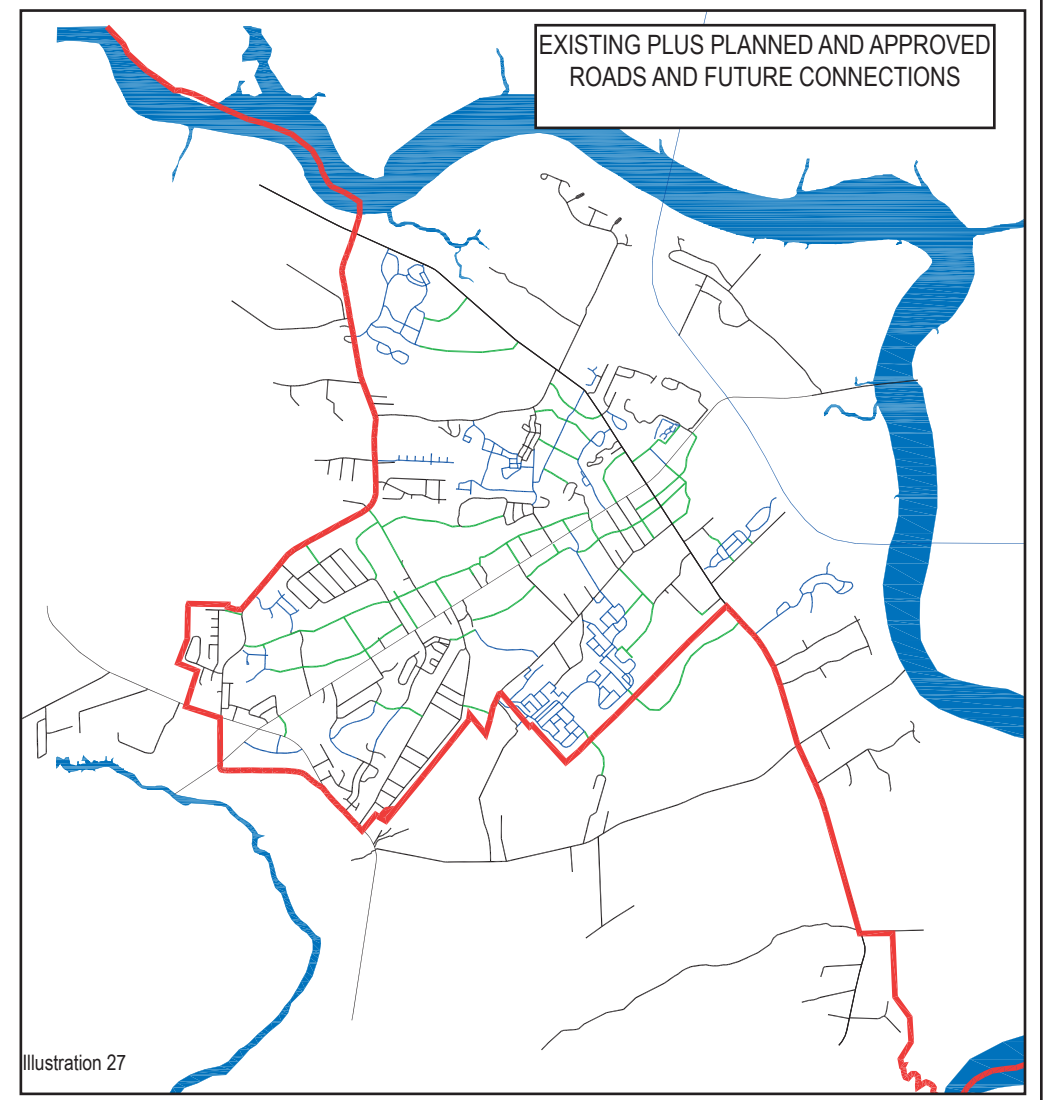 EXISTING PLUS PLANNED AND APPROVED
ROADS AND FUTURE CONNECTIONS
Illustration 27